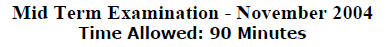 Mid Term Examination - November 2004
Time Allowed: 90 Minutes